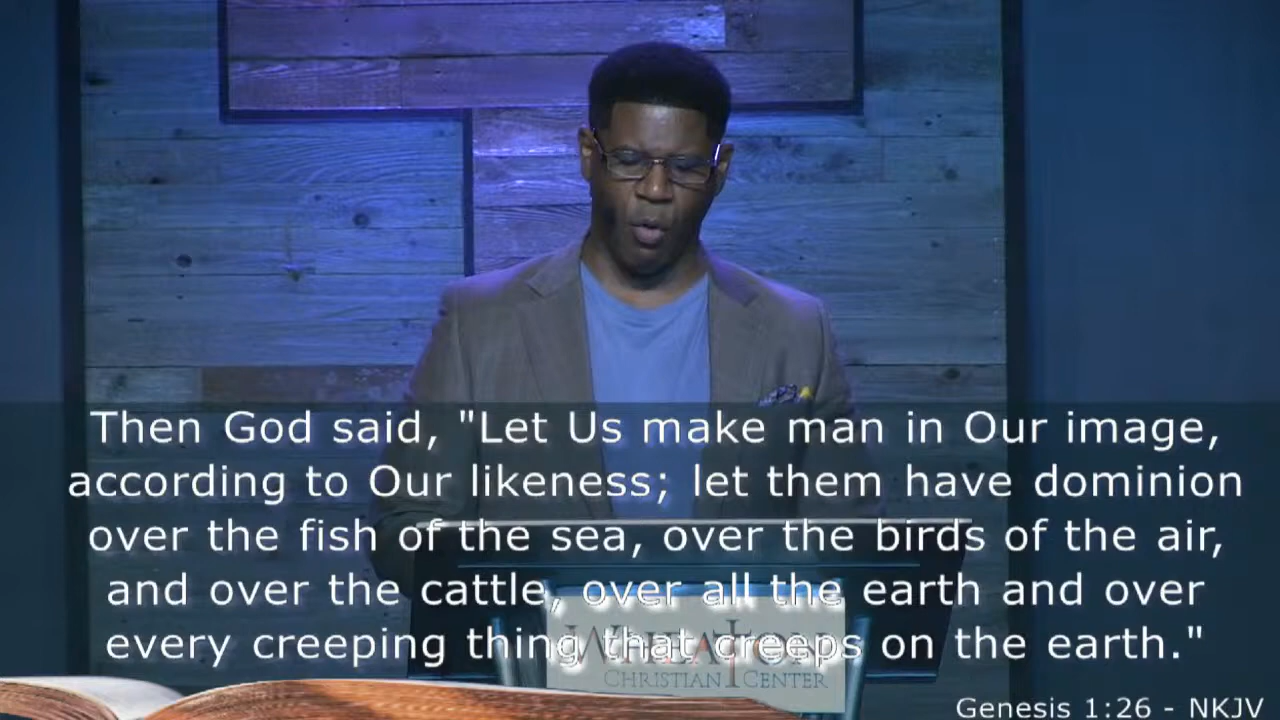 Then God said, "Let Us make man in Our image,
according to Our likeness; let them have dominion
over the fish of the sea, over the birds of the air,
and over the cattle, over all the earth and over
every creeping thing that creeps on the earth."
WHEATON
CHRISTIAN CENTER
Genesis 1:26 - NKJV